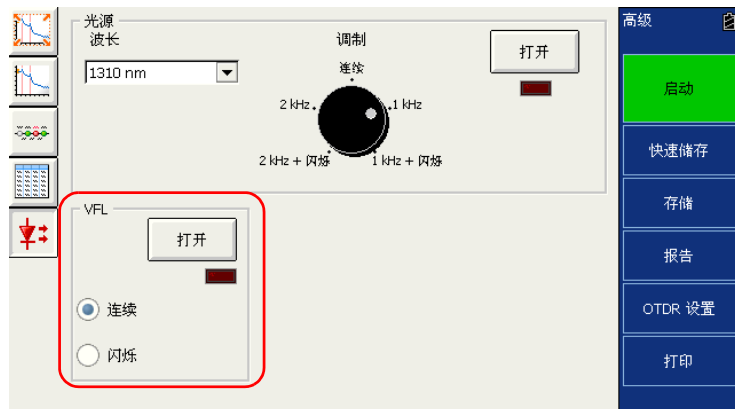 光源
波长
1310 nm
调制
连续
2 kHz
1 kHz
2 kHz + 闪烁
1 kHz + 闪烁
打开
VFL
打开
连续
闪烁
高级
启动
快速储存
存储
报告
OTDR 设置
打印